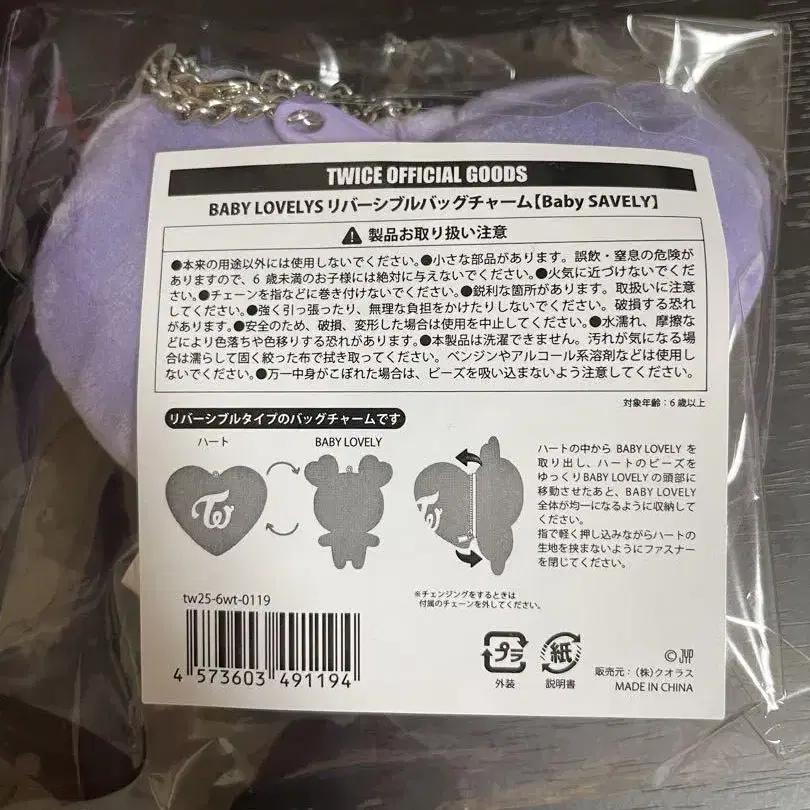 TWICE OFFICIAL GOODS
BABY LOVELYS リバーシブルバッグチャーム【Baby SAVELY】
製品お取り扱い注意
●本来の用途以外には使用しないでください。●小さな部品があります。誤飲・窒息の危険が
ありますので、6 歳未満のお子様には絶対に与えないでください。●火気に近づけないでくだ
さい。●チェーンを指などに巻き付けないでください。●鋭利な箇所があります。取扱いに注意
してください。●強く引っ張ったり、無理な負担をかけたりしないでください。破損する恐れ
があります。●安全のため、破損、変形した場合は使用を中止してください。●水濡れ、摩擦な
どにより色落ちや色移りする恐れがあります。●本製品は洗濯できません。汚れが気になる場
合は濡らして固く絞った布で拭き取ってください。ベンジンやアルコール系溶剤などは使用し
ないでください。●万一中身がこぼれた場合は、ビーズを吸い込まないよう注意してください。
対象年齢：6 歳以上
リバーシブルタイプのバッグチャームです
ハート
BABY LOVELY
ハートの中から BABY LOVELY を
取り出し、ハートのビーズを
ゆっくりBABY LOVELY の頭部に
移動させたあと、BABY LOVELY
全体が均一になるように収納して
ください。
指で軽く押し込みながらハートの
生地を挟まないようにファスナー
を閉じてください。
※チェンジングをするときは
付属のチェーンを外してください。
tw25-6wt-0119
4 573603 491194
プラ
外装
紙
説明書
© JYP
販売元：(株)クオラス
MADE IN CHINA